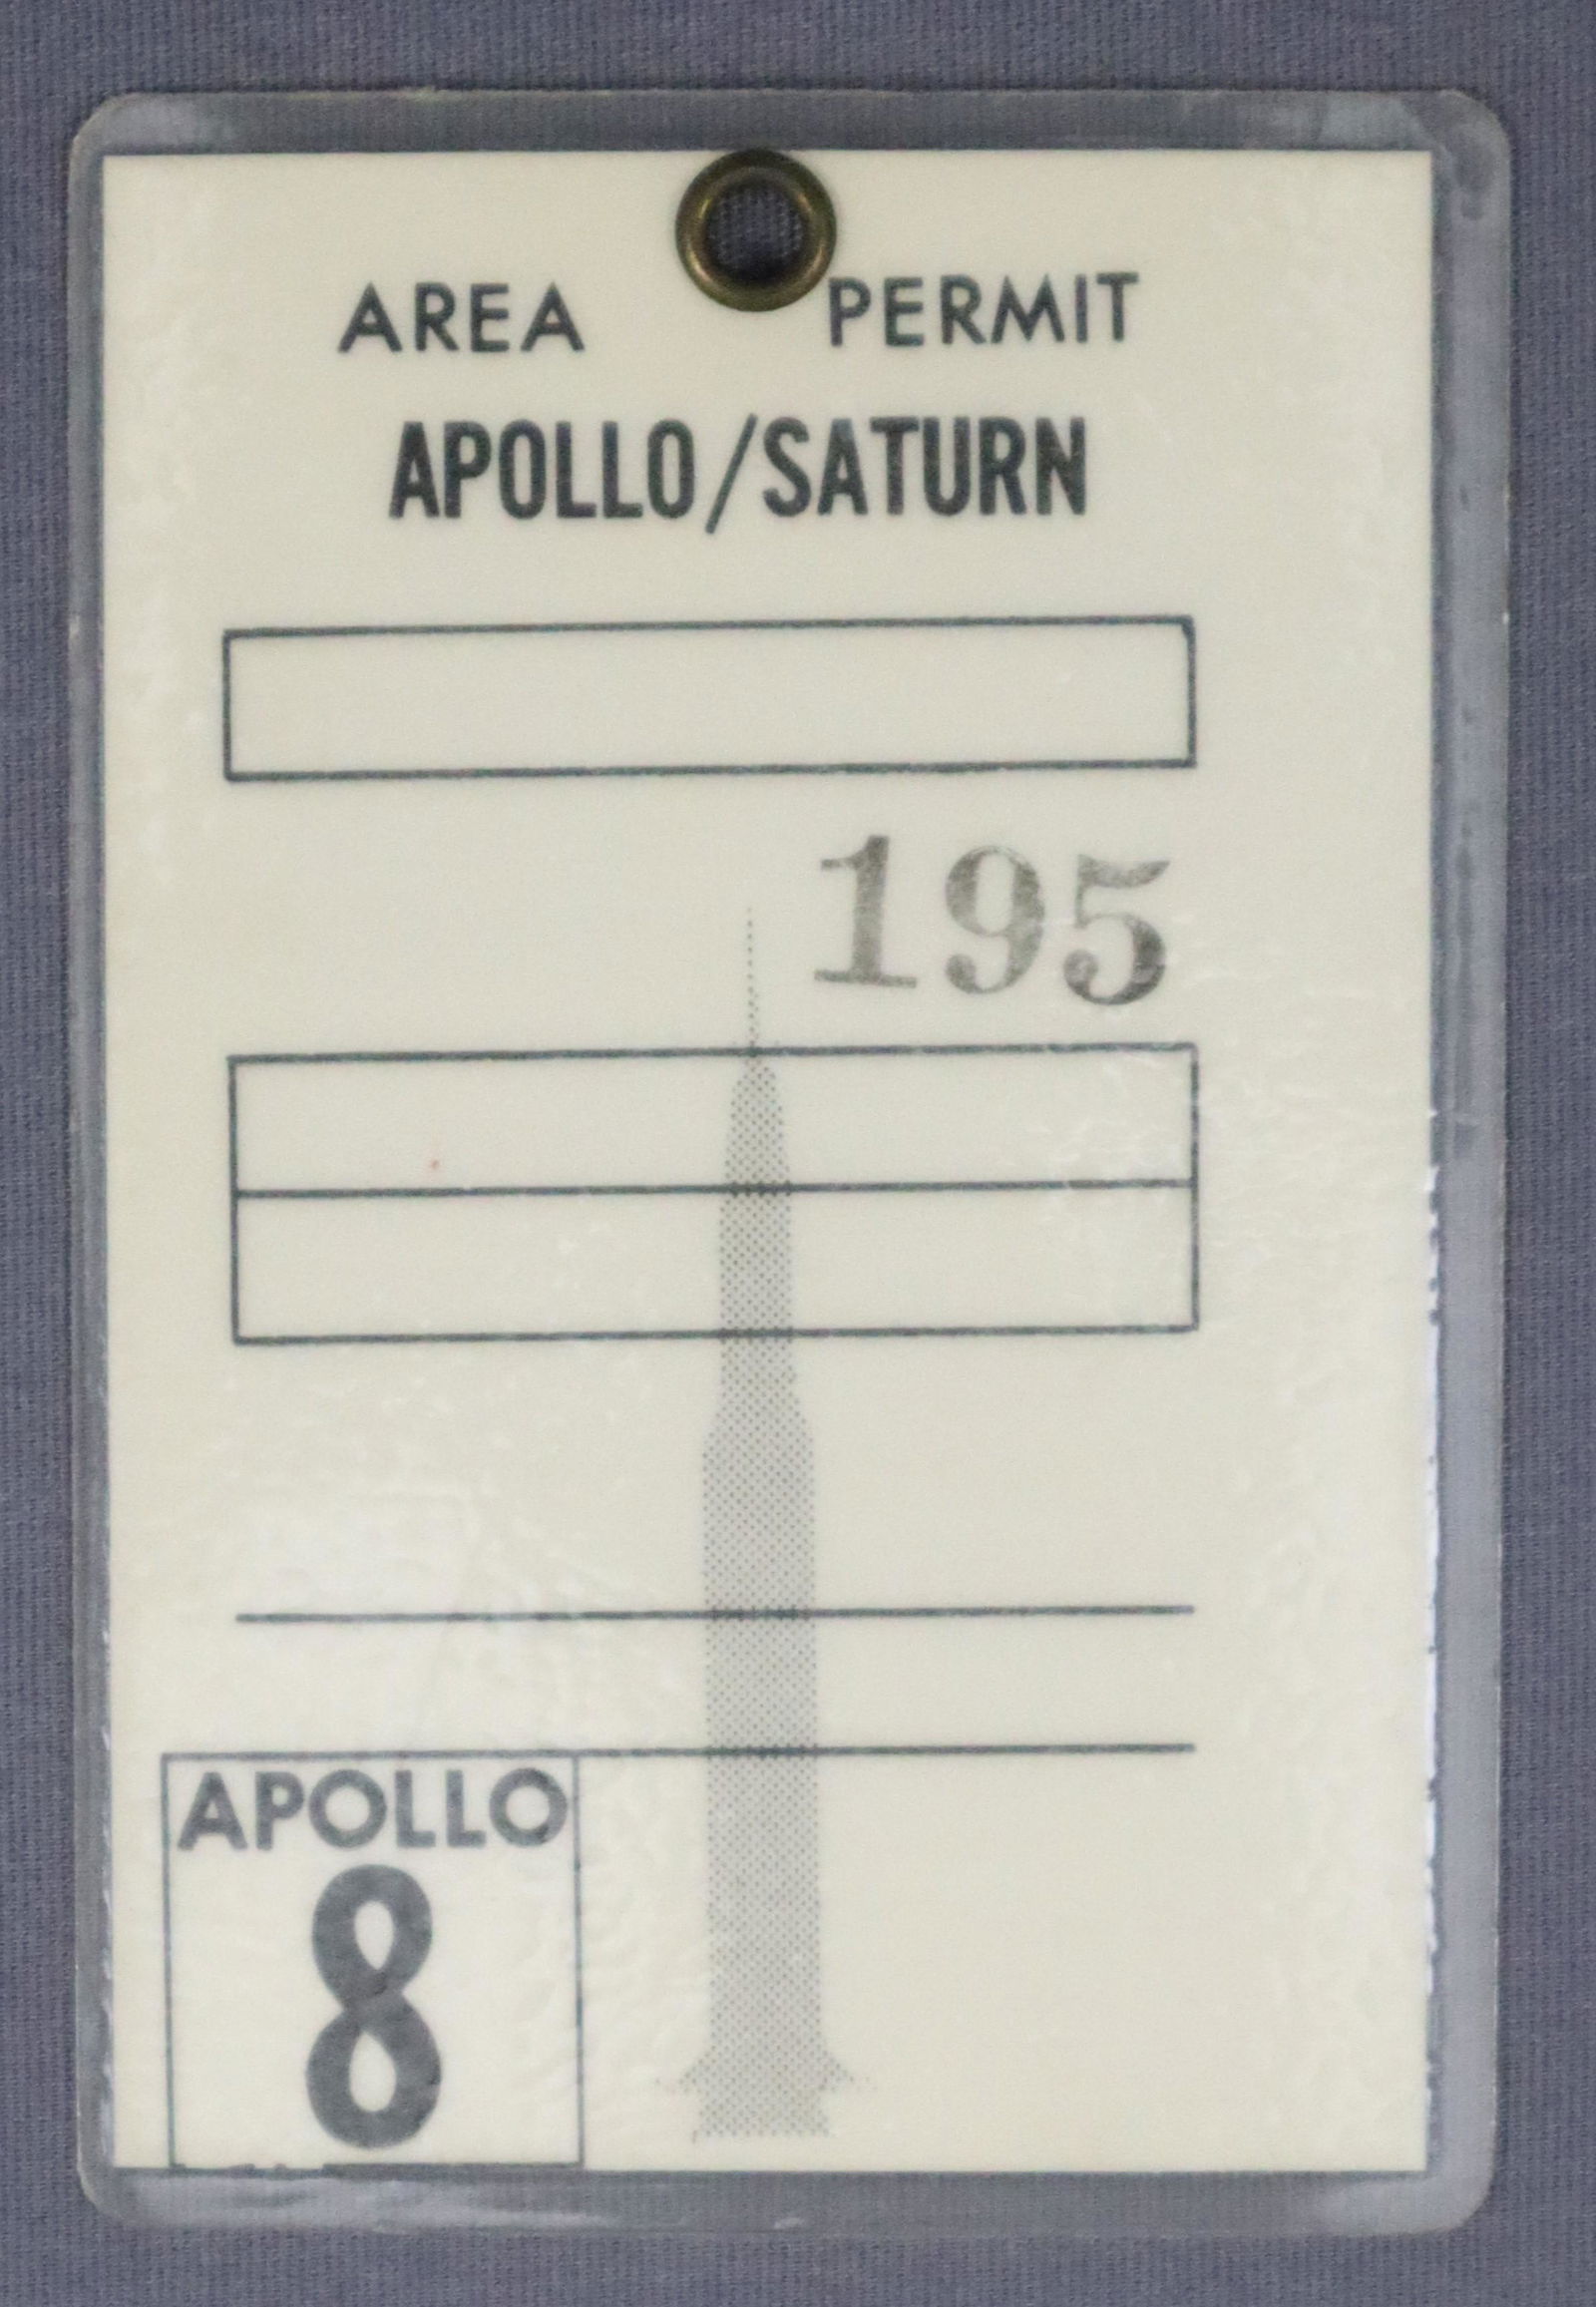 AREA PERMIT
APOLLO/SATURN
195
APOLLO
8